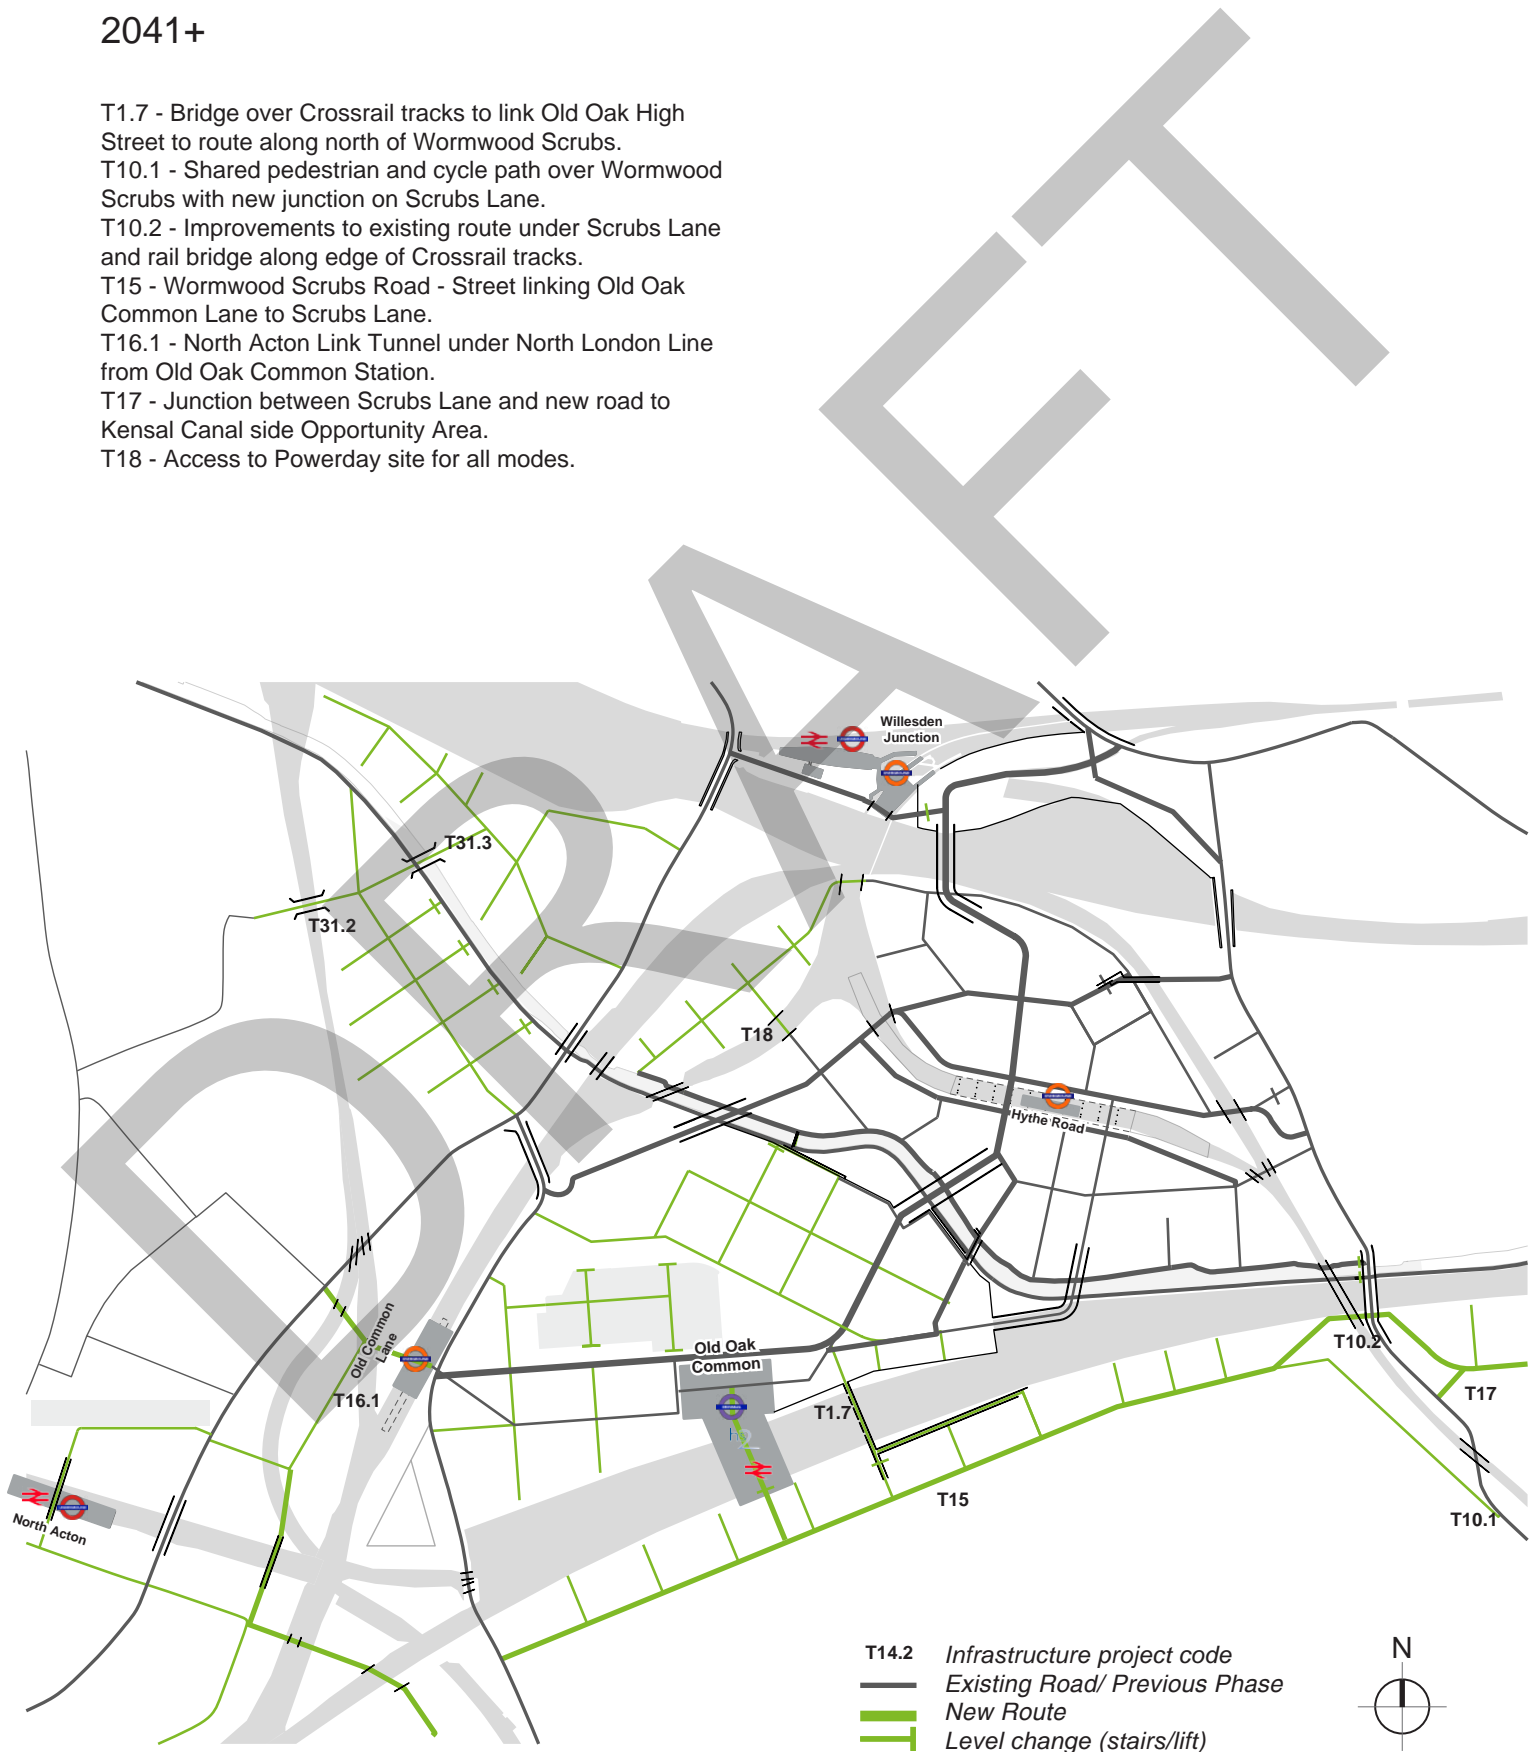 2041+
T1.7 - Bridge over Crossrail tracks to link Old Oak High
Street to route along north of Wormwood Scrubs.
T10.1 - Shared pedestrian and cycle path over Wormwood
Scrubs with new junction on Scrubs Lane.
T10.2 - Improvements to existing route under Scrubs Lane
and rail bridge along edge of Crossrail tracks.
T15 - Wormwood Scrubs Road - Street linking Old Oak
Common Lane to Scrubs Lane.
T16.1 - North Acton Link Tunnel under North London Line
from Old Oak Common Station.
T17 - Junction between Scrubs Lane and new road to
Kensal Canal side Opportunity Area.
T18 - Access to Powerday site for all modes.
DRAFT
Willesden
Junction
T31.3
T31.2
T18
Hythe Road
Old Common
Lane
Old Oak
Common
T10.2
T16.1
T17
T1.7
HS2
T15
T10.1
North Acton
T14.2 Infrastructure project code
Existing Road/ Previous Phase
New Route
Level change (stairs/lift)
N